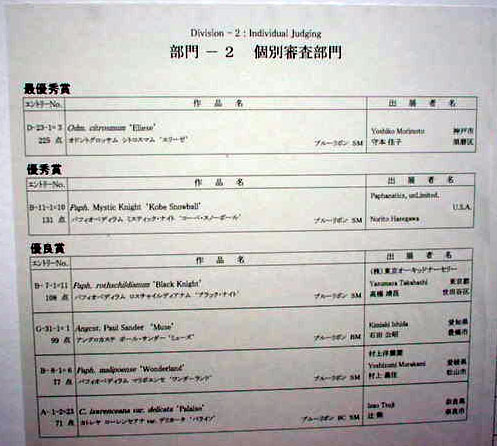 Division - 2 : Individual Judging
部門 － 2 個別審査部門
最優秀賞
エントリーNo. 作品名 出展者名
D-23-1-3 Odm. citrosmum 'Eliese' Yoshiko Morimoto 神戸市
225 点 オドントグロッサム シトロスマム 'エリーゼ' ブルーリボン SM 守本 佳子 須磨区
優秀賞
エントリーNo. 作品名 出展者名
B-11-1-10 Paph. Mystic Knight 'Kobe Snowball' Paphanatics, unLimited. U.S.A.
131 点 パフィオペディラム ミスティック・ナイト 'コーベ・スノーボール' ブルーリボン SM Norito Hasegawa
優良賞
エントリーNo. 作品名 出展者名
(株)東京オーキッドナーセリー
B-7-1-11 Paph. rothschildianum 'Black Knight' Yanamara Takahashi 東京都
108 点 パフィオペディラム ロスチャイルディアナム 'ブラック・ナイト' ブルーリボン SM 高橋 世田谷区
G-31-1-1 Angcst. Paul Sander 'Muse' Kimiaki Ishida 愛知県
99 点 アングロカステ ポール・サンダー 'ミューズ' ブルーリボン BM 石田 公昭 豊橋市
村上洋蘭園
B-8-1-6 Paph. malipoense 'Wonderland' Yoshizumi Murakami 愛媛県
77 点 パフィオペディラム マリポエンセ 'ワンダーランド' ブルーリボン SM 村上 松山市
A-1-2-23 C. lawrenceana var. delicata 'Palaiso' Isao Tsuji 奈良県
71 点 カトレヤ ローレンセアナ var. デリカータ 'パライソ' ブルーリボン BC SM 辻 奈良市